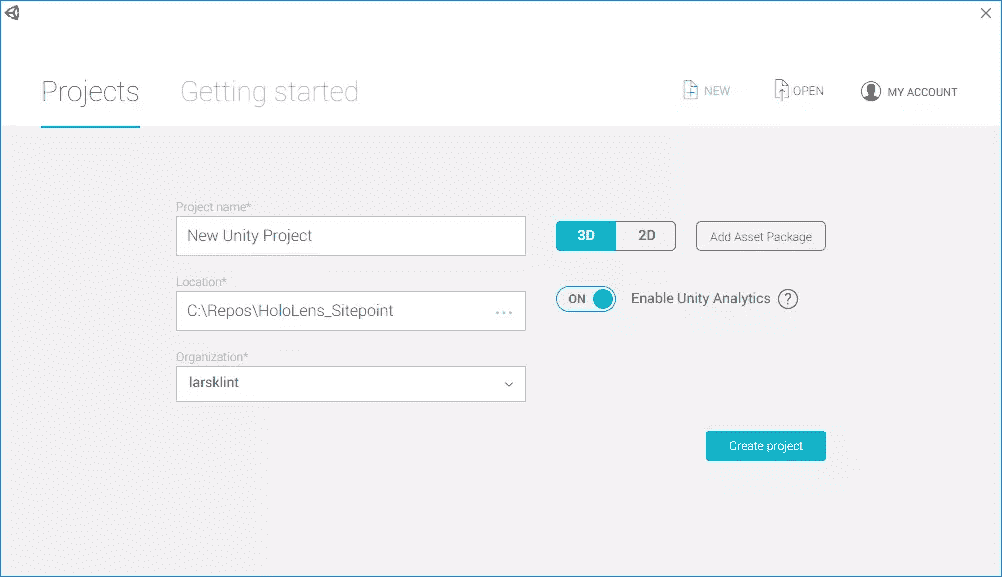 Projects Getting started NEW OPEN MY ACCOUNT
Project name*
New Unity Project
3D 2D Add Asset Package
Location*
C:\Repos\HoloLens_Sitepoint ...
ON Enable Unity Analytics ?
Organization*
larsklint
Create project